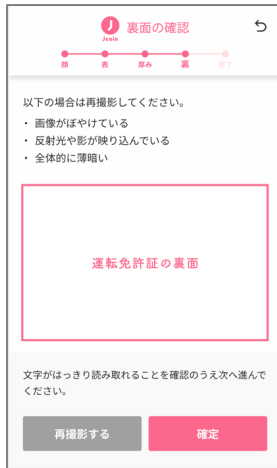 J 裏面の確認
Jcoin
顔 表 厚み 裏 完了
以下の場合は再撮影してください。
・ 画像がぼやけている
・ 反射光や影が映り込んでいる
・ 全体的に薄暗い
運転免許証の裏面
文字がはっきり読み取れることを確認のうえ次へ進んで
ください。
再撮影する 確定